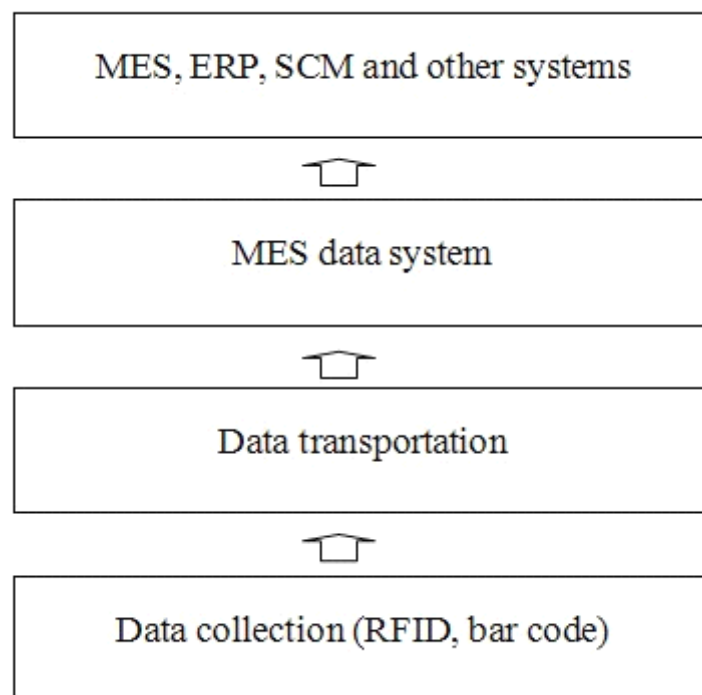 MES, ERP, SCM and other systems
MES data system
Data transportation
Data collection (RFID, bar code)